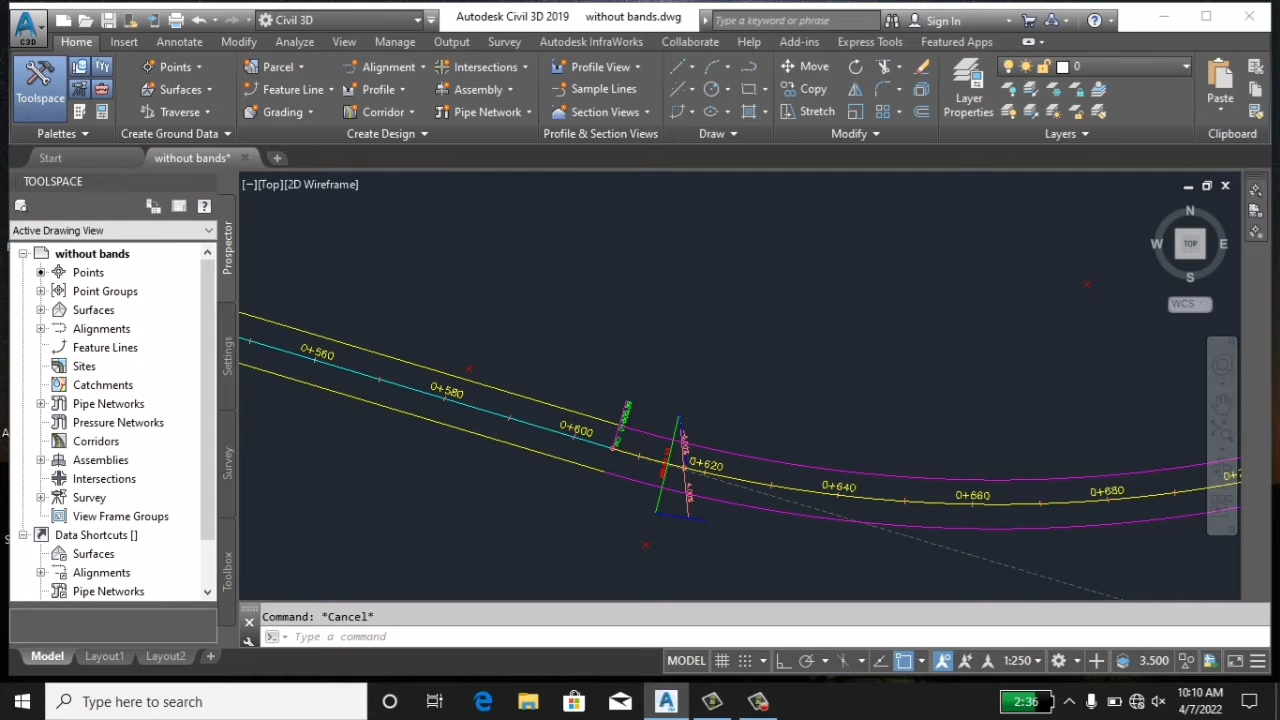 Civil 3D
Autodesk Civil 3D 2019 without bands.dwg
Type a keyword or phrase
Sign In
C3D
Home Insert Annotate Modify Analyze View Manage Output Survey Autodesk InfraWorks Collaborate Help Add-ins Express Tools Featured Apps
Toolspace
Points
Surfaces
Traverse
Parcel
Feature Line
Grading
Alignment
Profile
Corridor
Intersections
Assembly
Pipe Network
Profile View
Sample Lines
Section Views
Move
Copy
Stretch
Layer
Properties
0
Paste
Palettes Create Ground Data Create Design Profile & Section Views Draw Modify Layers Clipboard
Start without bands*
TOOLSPACE
[−][Top][2D Wireframe]
Active Drawing View
Prospector
Settings
Survey
Toolbox
without bands
Points
Point Groups
Surfaces
Alignments
Feature Lines
Sites
Catchments
Pipe Networks
Pressure Networks
Corridors
Assemblies
Intersections
Survey
View Frame Groups
Data Shortcuts []
Surfaces
Alignments
Pipe Networks
N
W TOP E
S
WCS
0+560
0+580
0+600
0+620
0+640
0+660
0+680
Command: *Cancel*
Type a command
Model Layout1 Layout2
MODEL 1:250 3.500
Type here to search
2:36
10:10 AM
4/7/2022